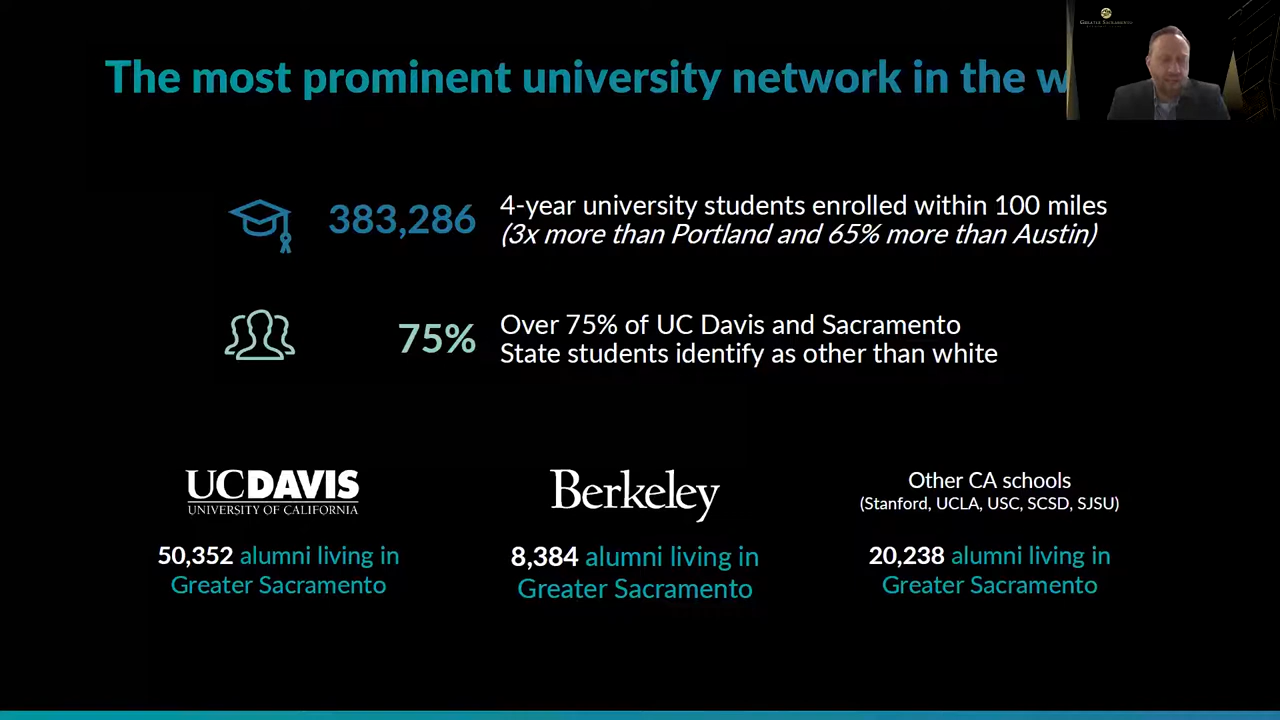 The most prominent university network in the w
GREATER SACRAMENTO
383,286
4-year university students enrolled within 100 miles
(3x more than Portland and 65% more than Austin)
75%
Over 75% of UC Davis and Sacramento
State students identify as other than white
UCDAVIS
UNIVERSITY OF CALIFORNIA
50,352 alumni living in
Greater Sacramento
Berkeley
8,384 alumni living in
Greater Sacramento
Other CA schools
(Stanford, UCLA, USC, SCSD, SJSU)
20,238 alumni living in
Greater Sacramento